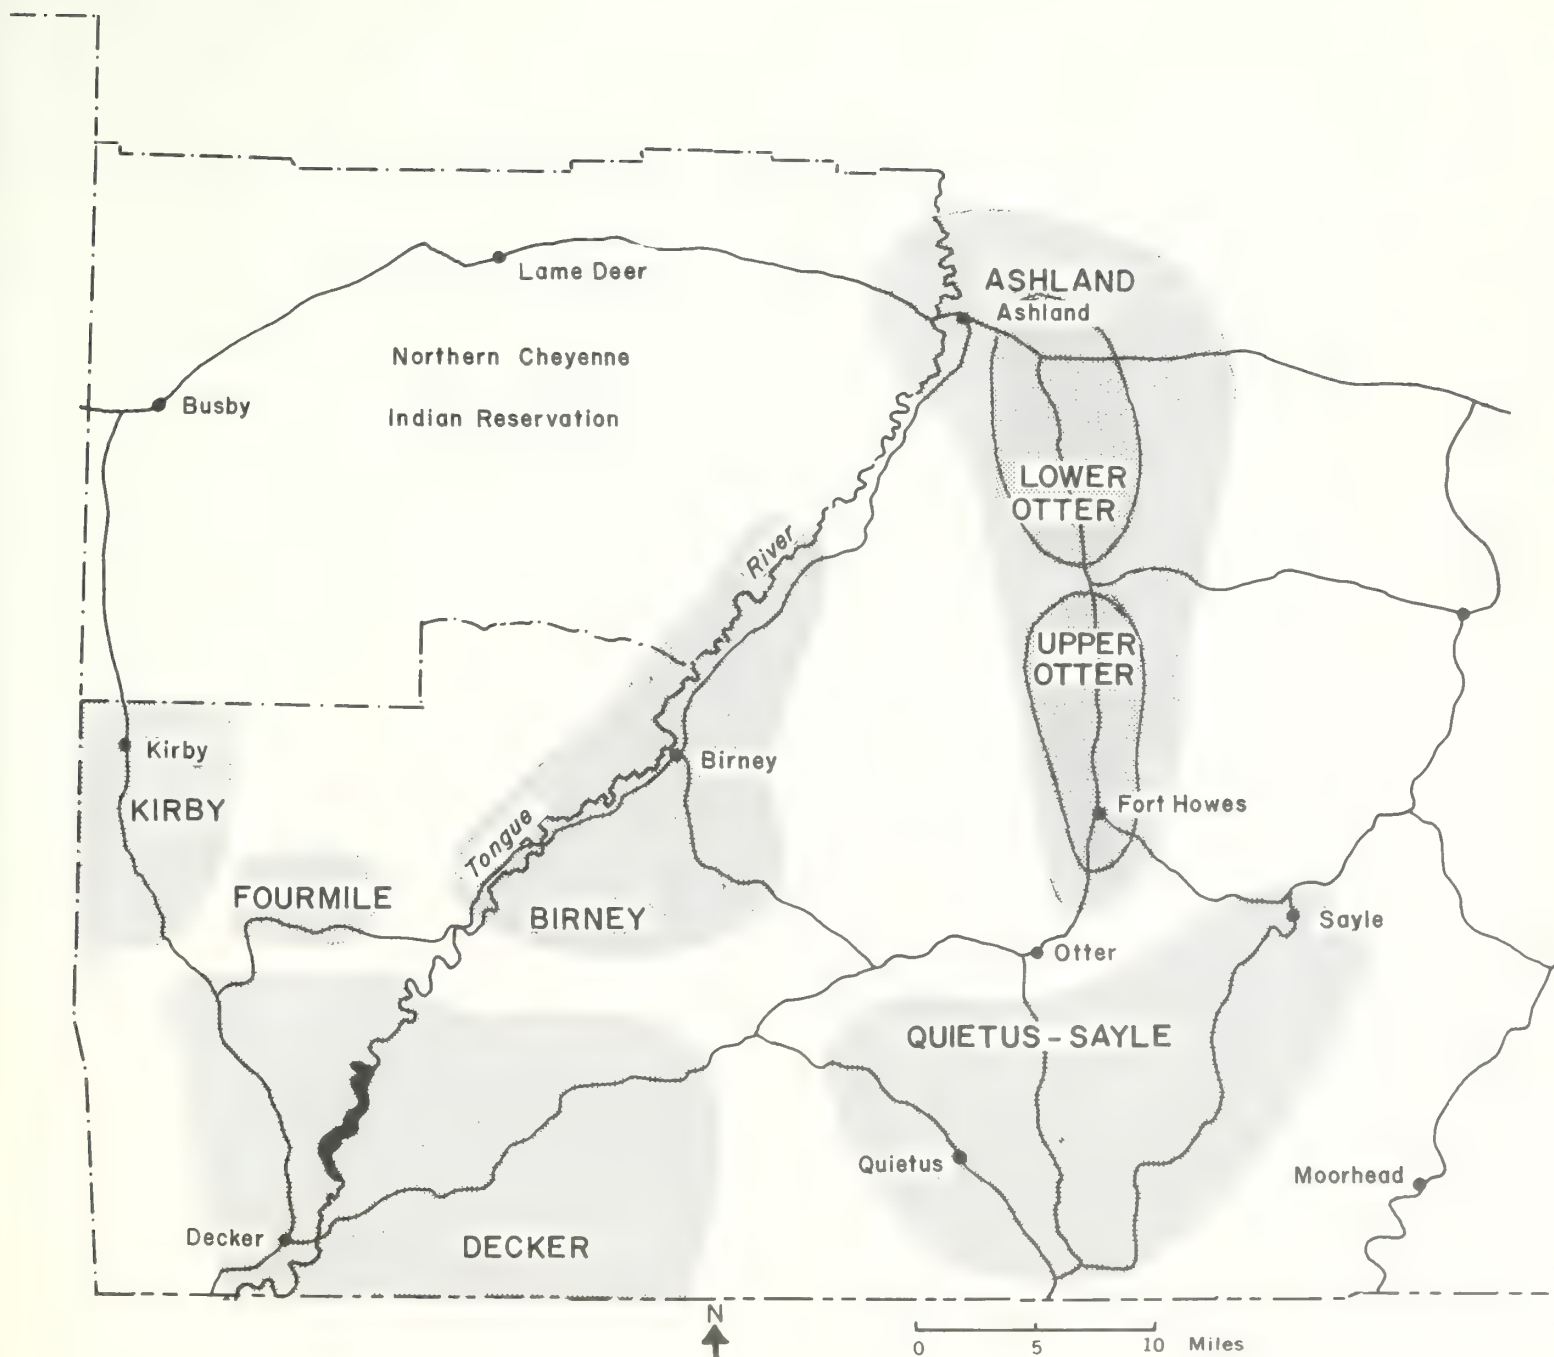 ASHLAND
Lame Deer
Ashland
Northern Cheyenne
Busby
Indian Reservation
LOWER
OTTER
River
UPPER
OTTER
Kirby
Birney
KIRBY
Fort Howes
Tongue
FOURMILE
BIRNEY
Sayle
Otter
QUIETUS-SAYLE
Quietus
Moorhead
Decker
DECKER
N
0 5 10 Miles